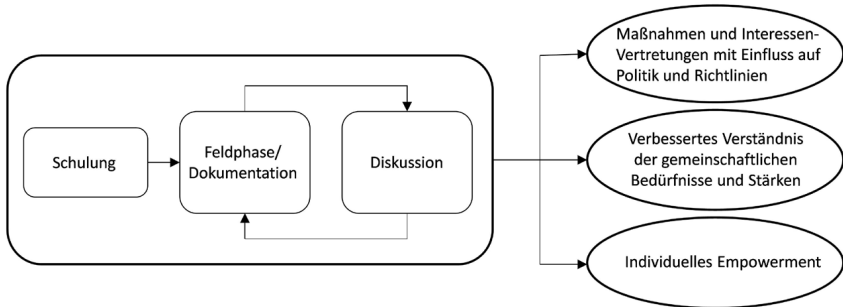 Schulung
Feldphase/
Dokumentation
Diskussion
Maßnahmen und Interessen-
Vertretungen mit Einfluss auf
Politik und Richtlinien
Verbessertes Verständnis
der gemeinschaftlichen
Bedürfnisse und Stärken
Individuelles Empowerment